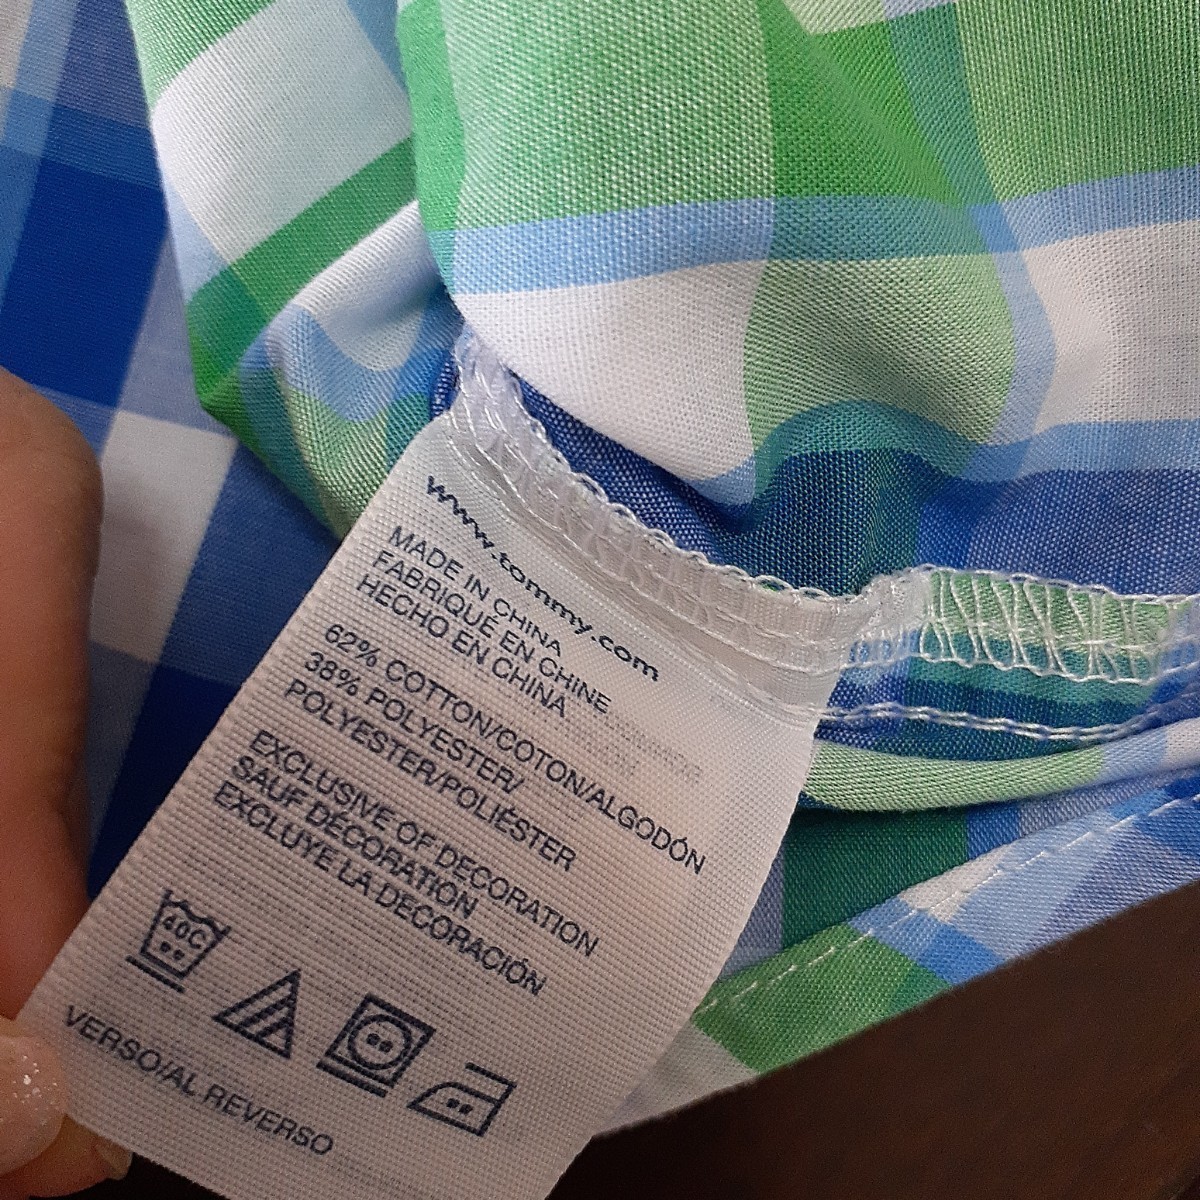 www.tommy.com
MADE IN CHINA
FABRIQUÉ EN CHINE
HECHO EN CHINA
62% COTTON/COTON/ALGODÓN
38% POLYESTER/
POLYESTER/POLIÉSTER
EXCLUSIVE OF DECORATION
SAUF DÉCORATION
EXCLUYE LA DECORACIÓN
40C
VERSO/AL REVERSO